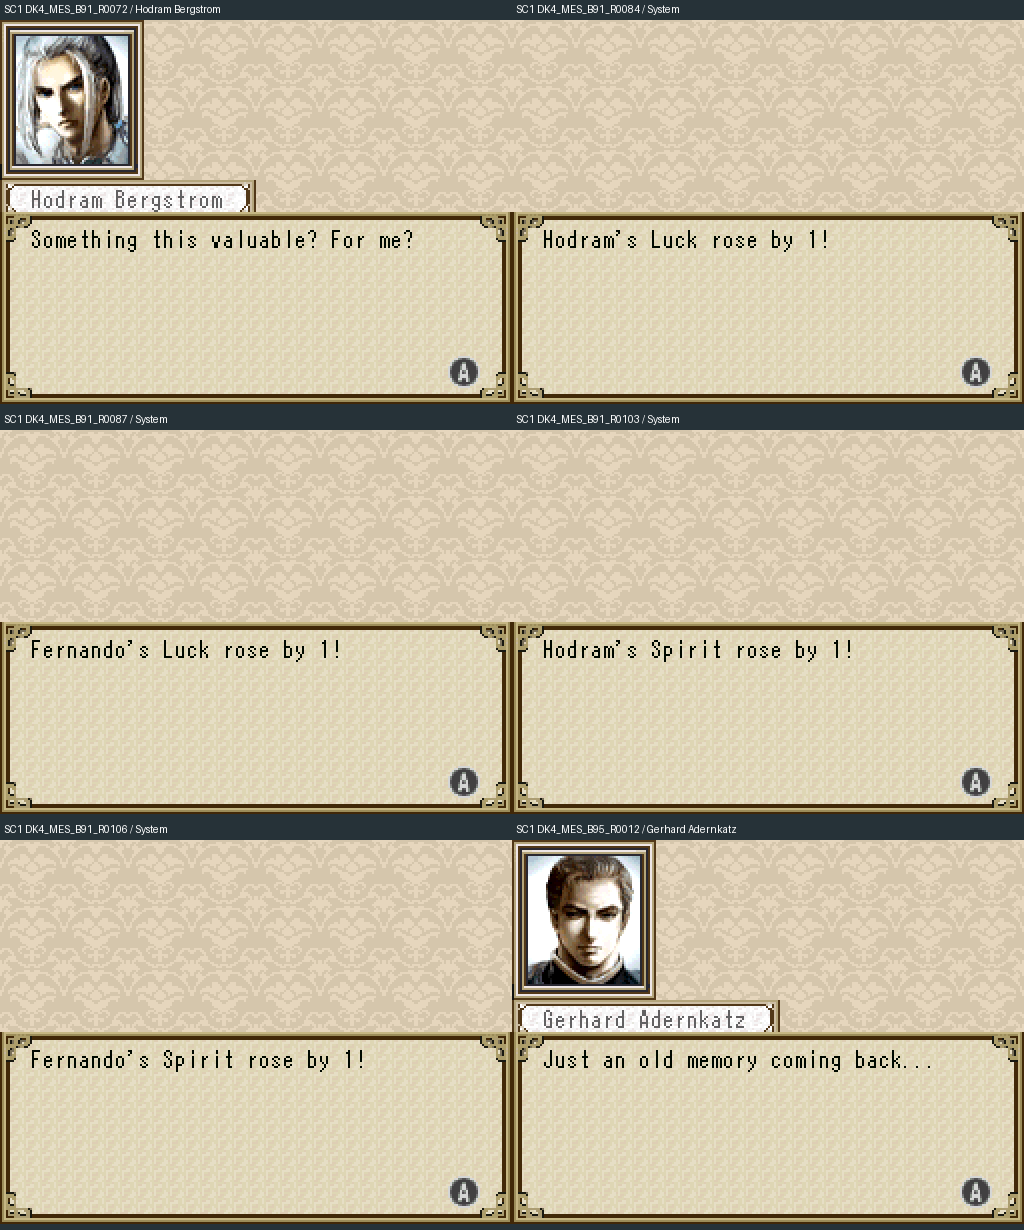 SC1 DK4_MES_B91_R0072 / Hodram Bergstrom
SC1 DK4_MES_B91_R0084 / System
Hodram Bergstrom
Something this valuable? For me?
A
Hodram's Luck rose by 1!
A
SC1 DK4_MES_B91_R0087 / System
SC1 DK4_MES_B91_R0103 / System
Fernando's Luck rose by 1!
A
Hodram's Spirit rose by 1!
A
SC1 DK4_MES_B91_R0106 / System
SC1 DK4_MES_B95_R0012 / Gerhard Adernkatz
Fernando's Spirit rose by 1!
A
Gerhard Adernkatz
Just an old memory coming back...
A